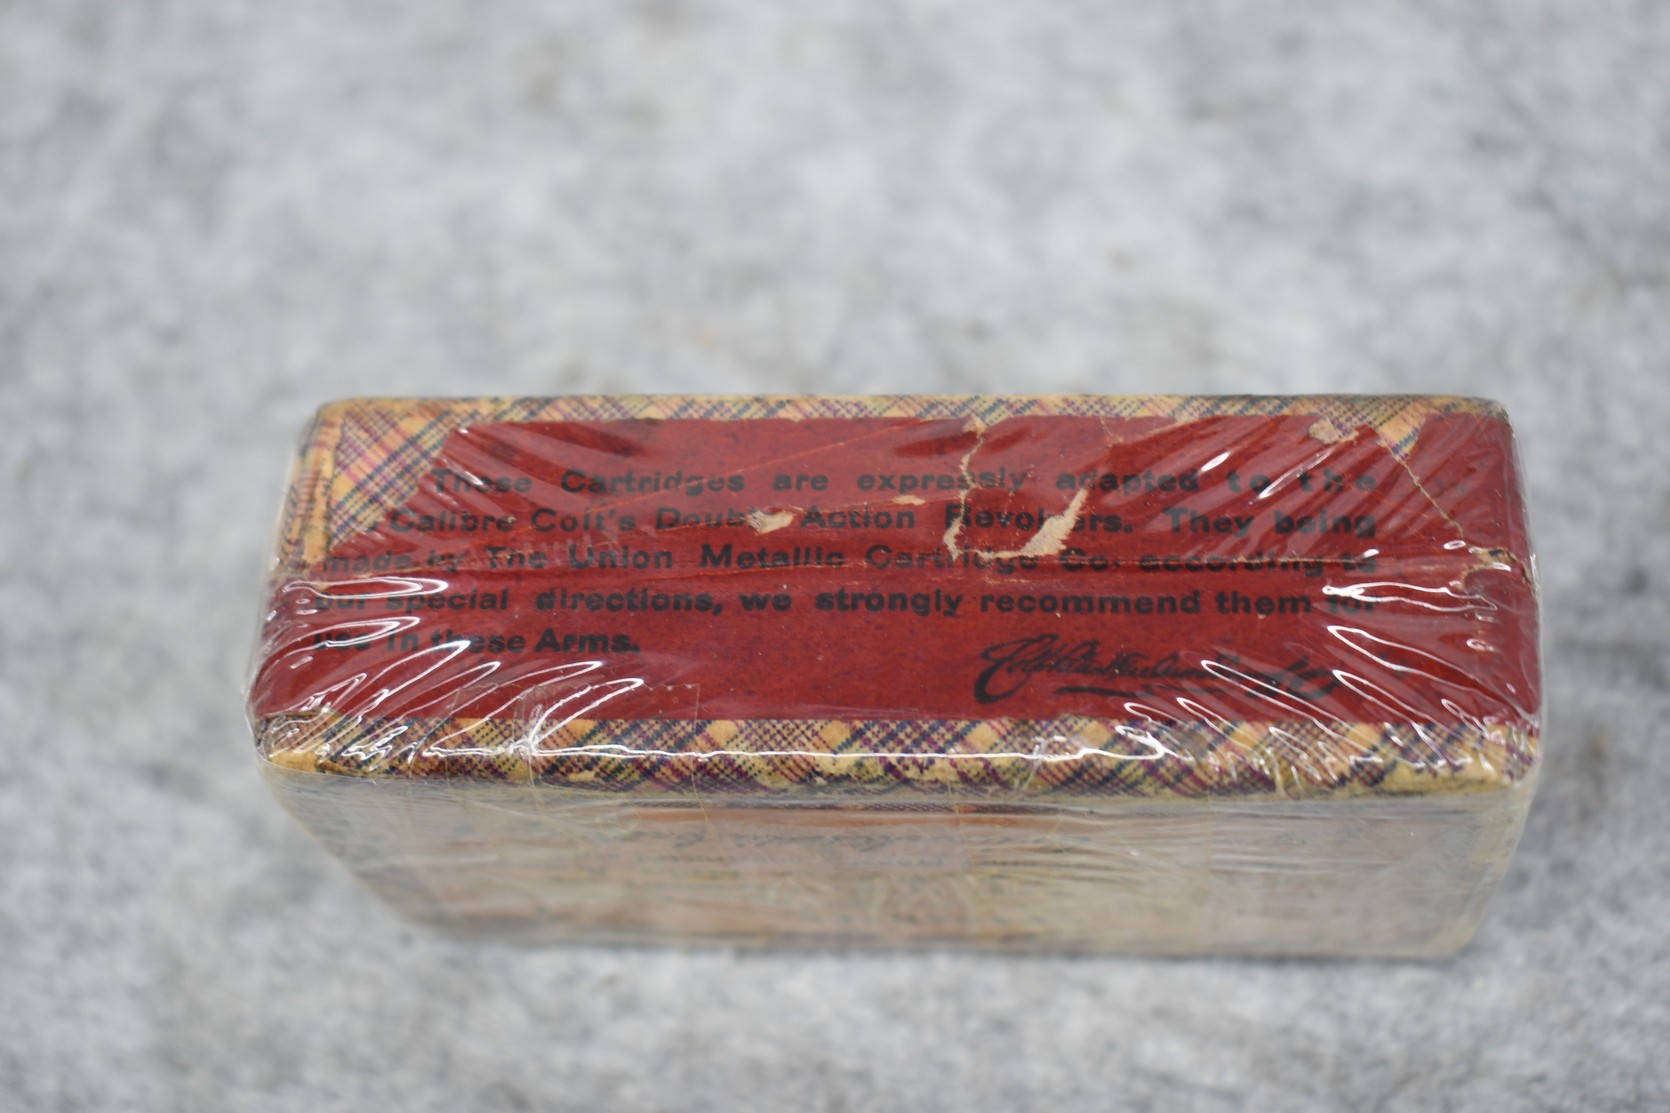 These Cartridges are expressly adapted to the
Calibre Colt's Double Action Revolvers. They being
made by The Union Metallic Cartridge Co. according to
our special directions, we strongly recommend them for
use in these Arms.